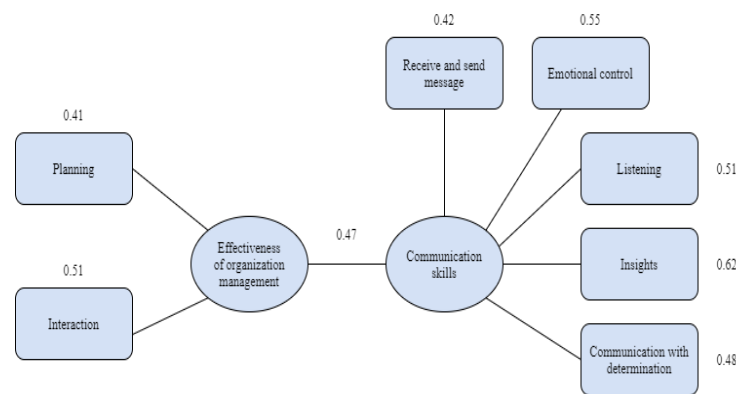 0.42
0.55
Receive and send
message
Emotional control
0.41
Planning
Listening
0.51
Effectiveness
of organization
management
0.47
Communication
skills
Insights
0.62
0.51
Interaction
Communication with
determination
0.48